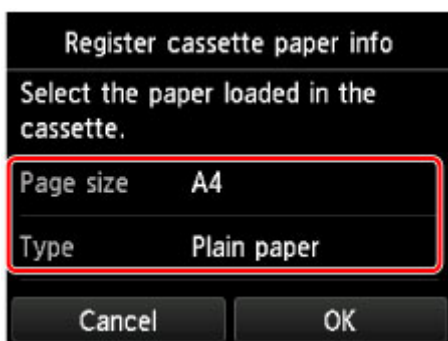 Register cassette paper info
Select the paper loaded in the
cassette.
Page size A4
Type Plain paper
Cancel OK